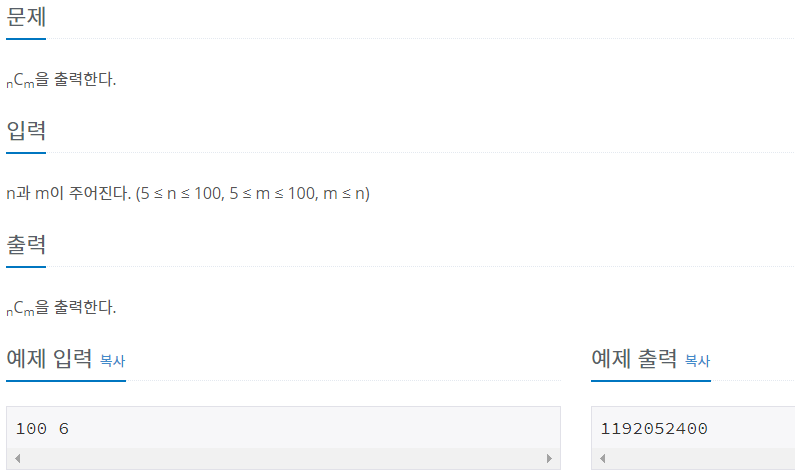 문제
nCm을 출력한다.
입력
n과 m이 주어진다. (5 ≤ n ≤ 100, 5 ≤ m ≤ 100, m ≤ n)
출력
nCm을 출력한다.
예제 입력 복사
100 6
예제 출력 복사
1192052400